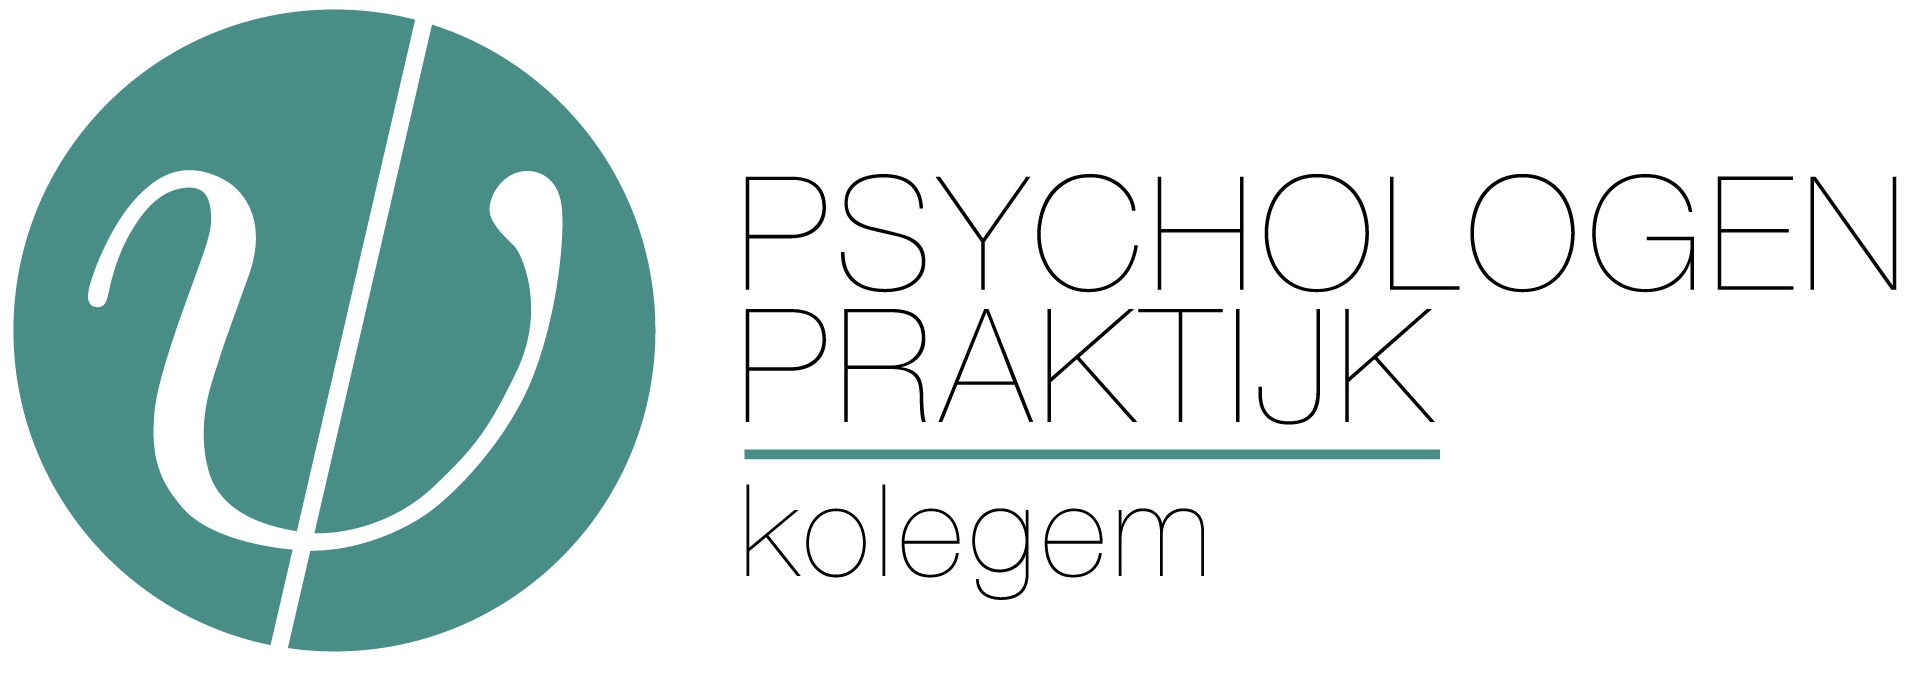 ψ
PSYCHOLOGEN
PRAKTIJK
kolegem